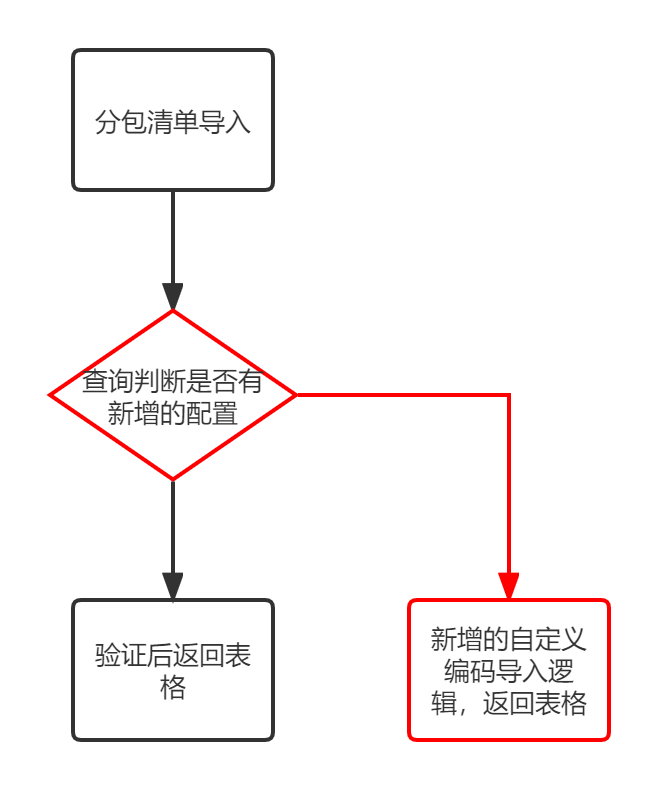 分包清单导入
查询判断是否有
新增的配置
验证后返回表
格
新增的自定义
编码导入逻
辑，返回表格